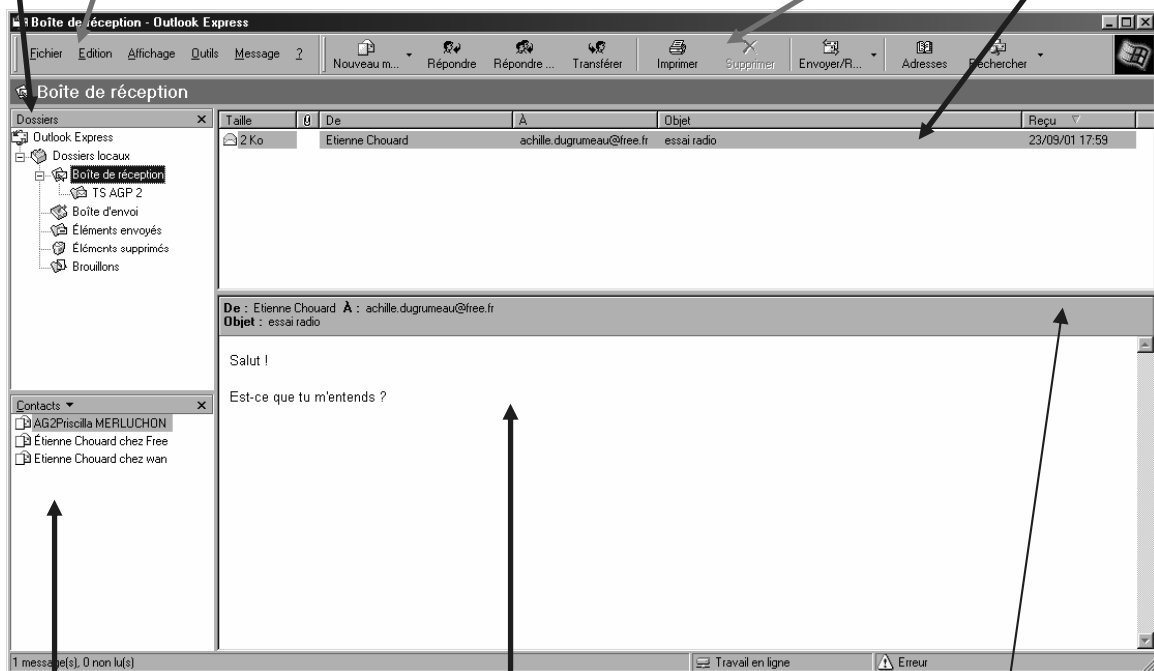 Boîte de réception - Outlook Express
Fichier Edition Affichage Outils Message ?
Nouveau m... Répondre Répondre ... Transférer Imprimer Supprimer Envoyer/R... Adresses Rechercher
Boîte de réception
Dossiers
Outlook Express
Dossiers locaux
Boîte de réception
TS AGP 2
Boîte d'envoi
Éléments envoyés
Éléments supprimés
Brouillons
Taille De À Objet Reçu
2 Ko Etienne Chouard achille.dugrumeau@free.fr essai radio 23/09/01 17:59
De : Etienne Chouard À : achille.dugrumeau@free.fr
Objet : essai radio
Salut !
Est-ce que tu m'entends ?
Contacts
AG2Priscilla MERLUCHON
Étienne Chouard chez Free
Etienne Chouard chez wan
1 message(s), 0 non lu(s) Travail en ligne Erreur